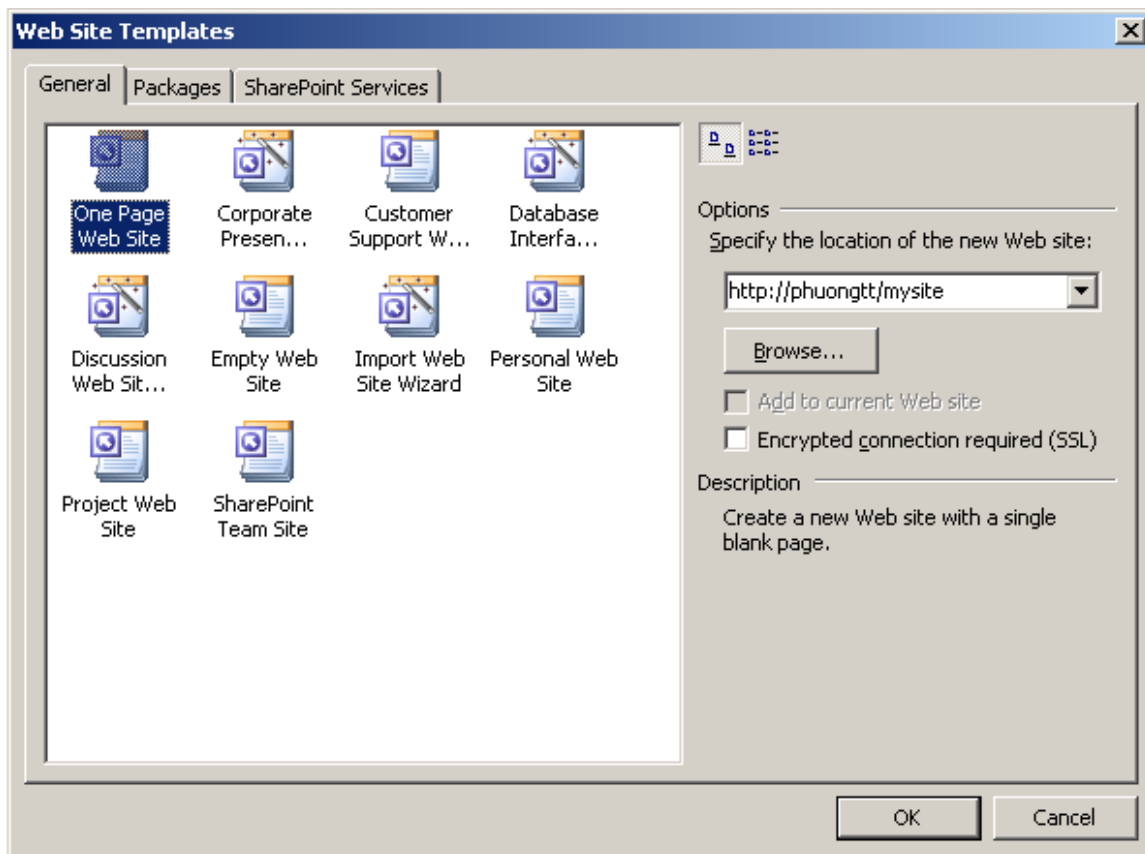 Web Site Templates
General
Packages
SharePoint Services
One Page
Web Site
Corporate
Presen...
Customer
Support W...
Database
Interfa...
Discussion
Web Sit...
Empty Web
Site
Import Web
Site Wizard
Personal Web
Site
Project Web
Site
SharePoint
Team Site
Options
Specify the location of the new Web site:
http://phuongtt/mysite
Browse...
Add to current Web site
Encrypted connection required (SSL)
Description
Create a new Web site with a single
blank page.
OK
Cancel